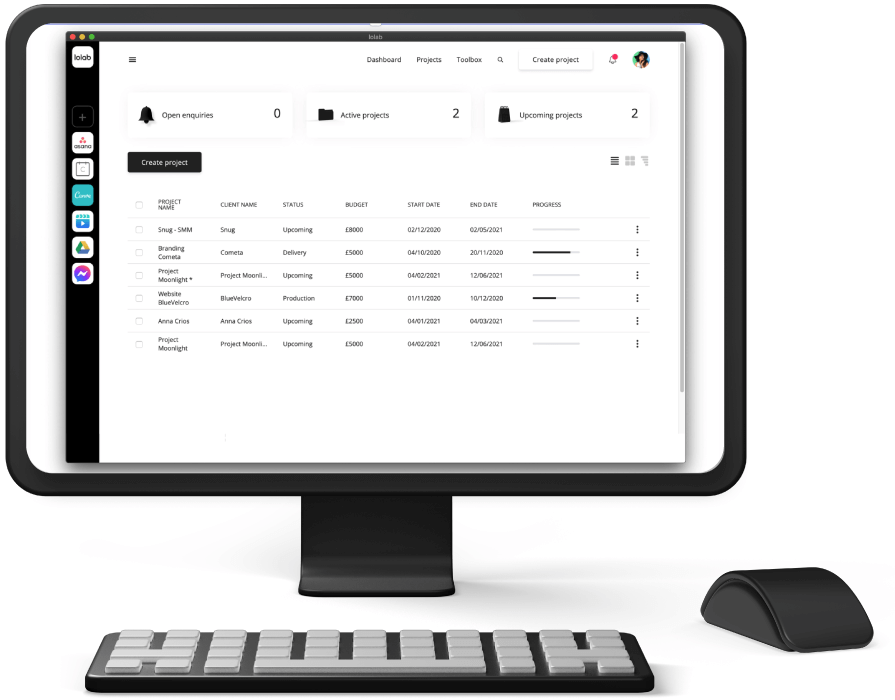 lolab
lolab
Dashboard Projects Toolbox Create project
Open enquiries 0
Active projects 2
Upcoming projects 2
Create project
asana
Canva
PROJECT
NAME
CLIENT NAME
STATUS
BUDGET
START DATE
END DATE
PROGRESS
Snug - SMM Snug Upcoming £8000 02/12/2020 02/05/2021
Branding
Cometa
Cometa Delivery £5000 04/10/2020 20/11/2020
Project
Moonlight *
Project Moonli... Upcoming £5000 04/02/2021 12/06/2021
Website
BlueVelcro
BlueVelcro Production £7000 01/11/2020 10/12/2020
Anna Crios Anna Crios Upcoming £2500 04/01/2021 04/03/2021
Project
Moonlight
Project Moonli... Upcoming £5000 04/02/2021 12/06/2021